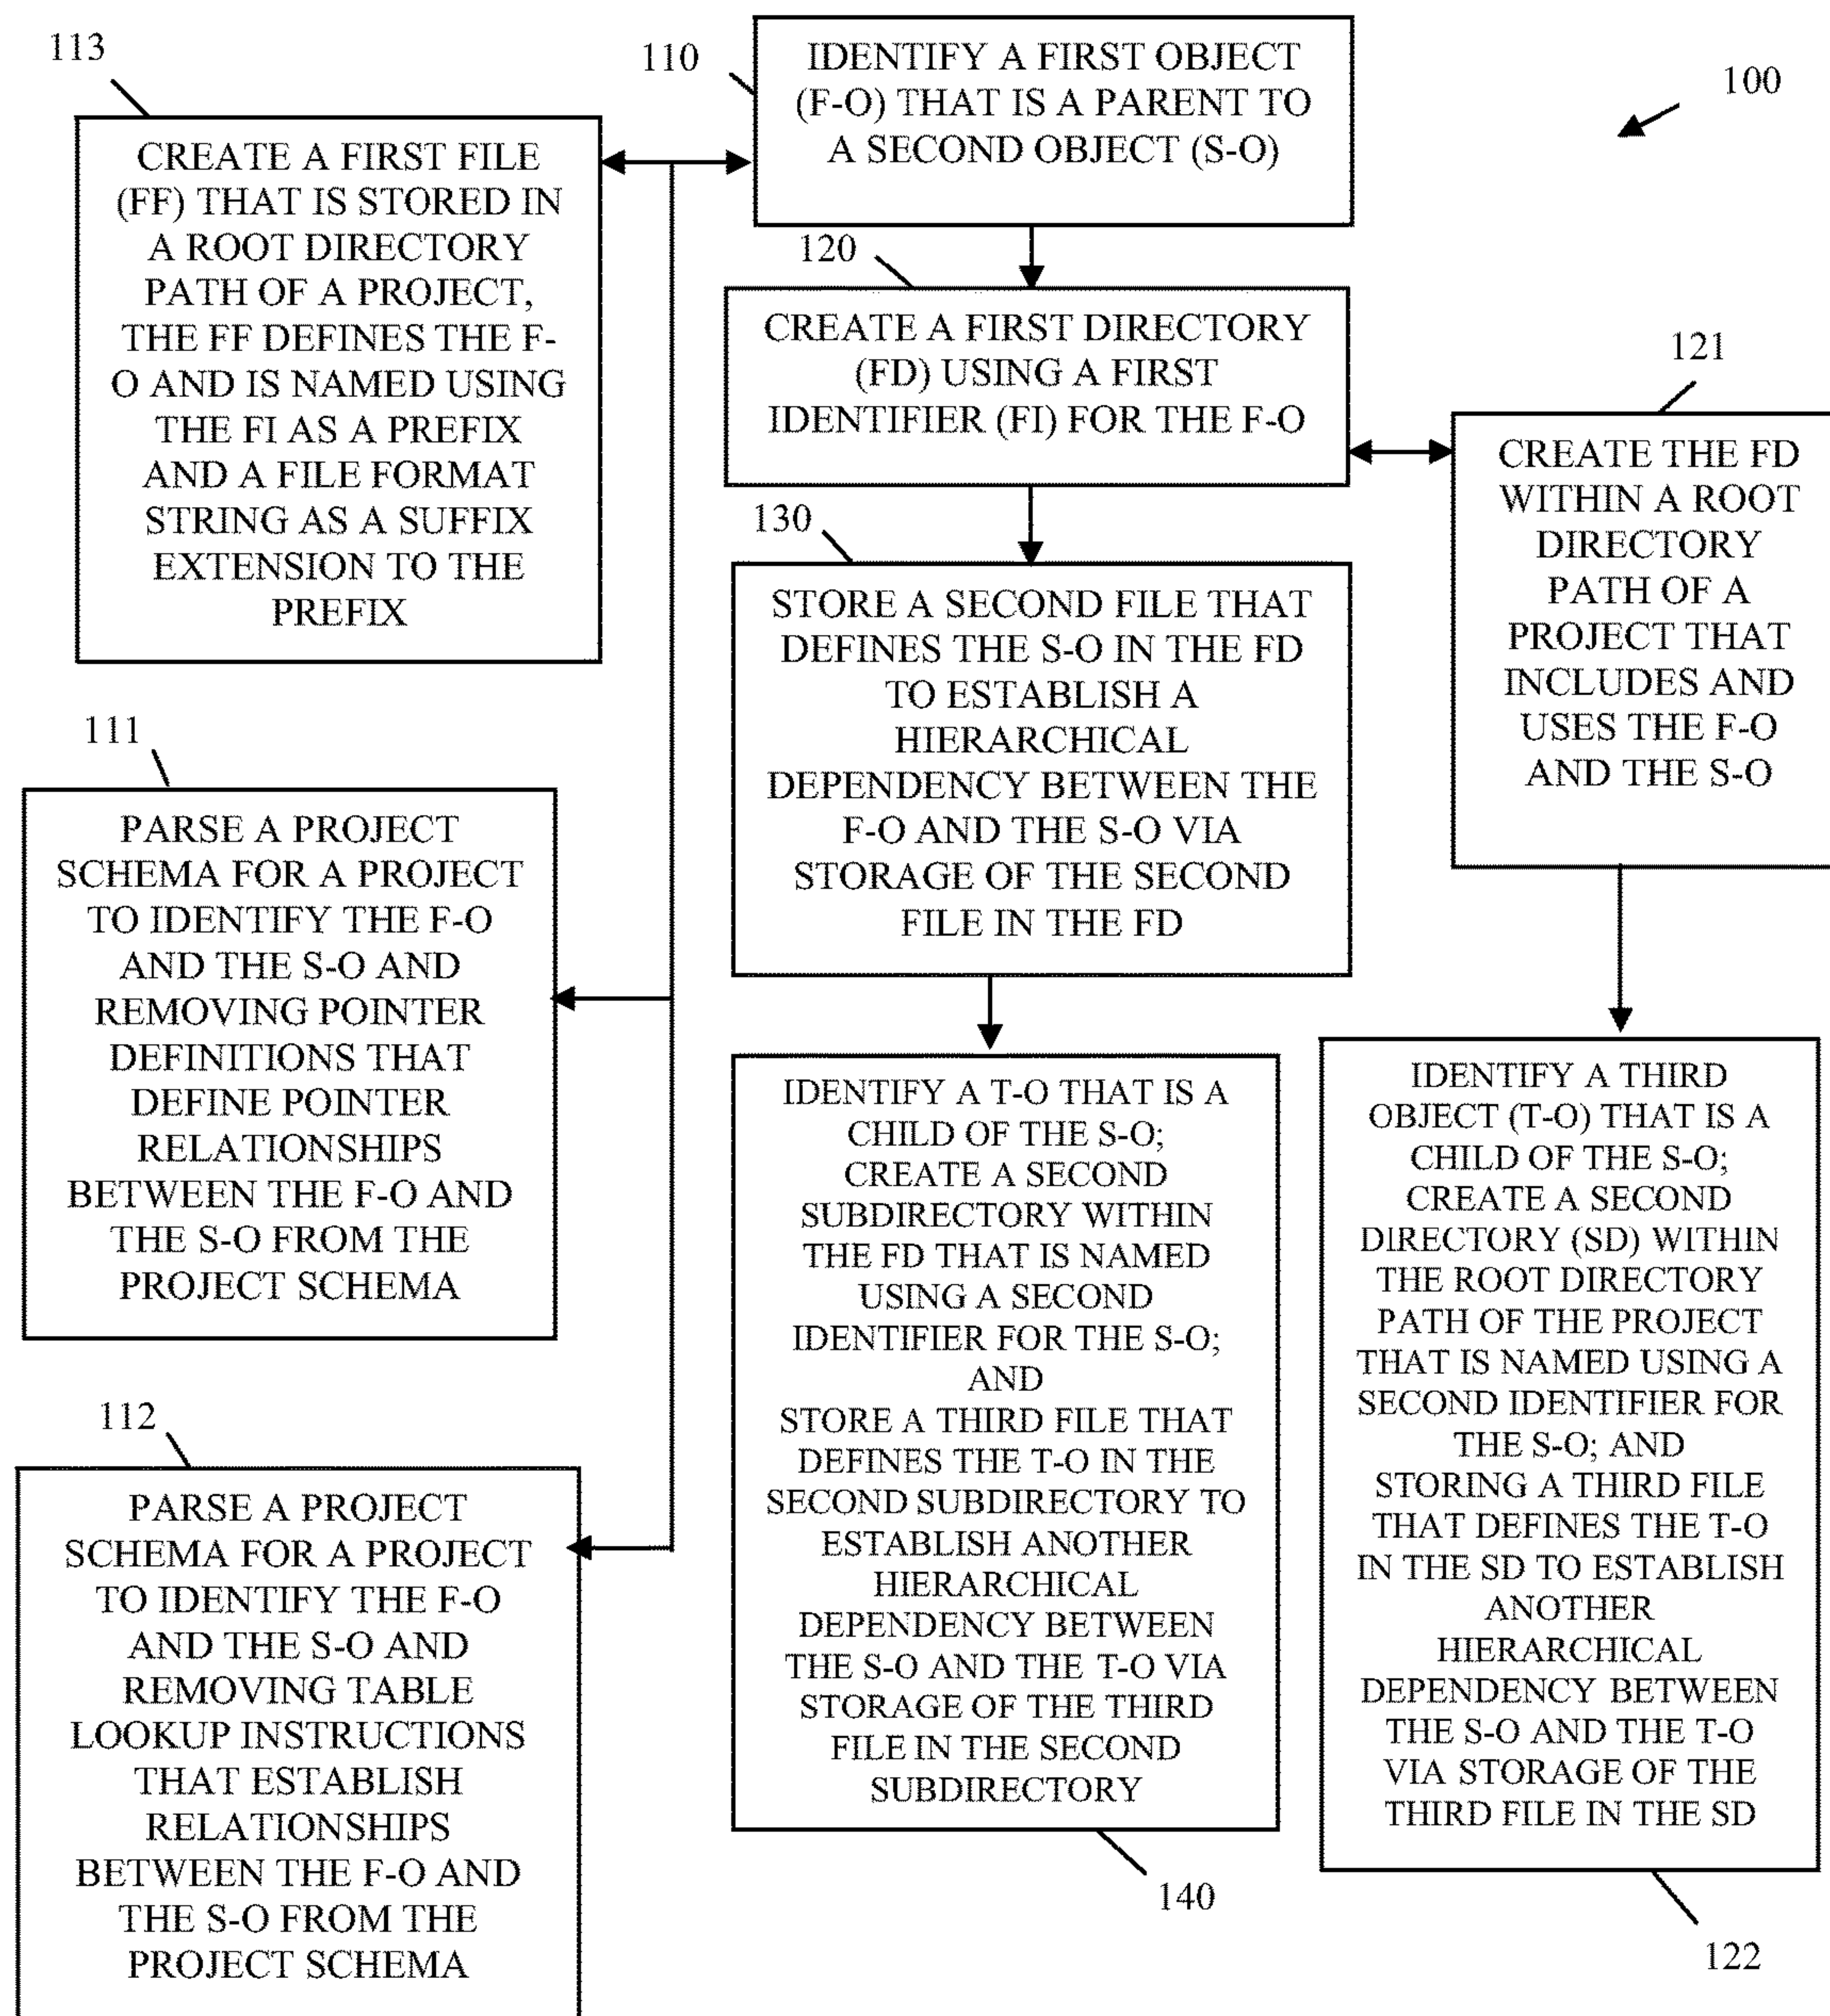 100
110
IDENTIFY A FIRST OBJECT
(F-O) THAT IS A PARENT TO
A SECOND OBJECT (S-O)
113
CREATE A FIRST FILE
(FF) THAT IS STORED IN
A ROOT DIRECTORY
PATH OF A PROJECT,
THE FF DEFINES THE F-
O AND IS NAMED USING
THE FI AS A PREFIX
AND A FILE FORMAT
STRING AS A SUFFIX
EXTENSION TO THE
PREFIX
111
PARSE A PROJECT
SCHEMA FOR A PROJECT
TO IDENTIFY THE F-O
AND THE S-O AND
REMOVING POINTER
DEFINITIONS THAT
DEFINE POINTER
RELATIONSHIPS
BETWEEN THE F-O AND
THE S-O FROM THE
PROJECT SCHEMA
112
PARSE A PROJECT
SCHEMA FOR A PROJECT
TO IDENTIFY THE F-O
AND THE S-O AND
REMOVING TABLE
LOOKUP INSTRUCTIONS
THAT ESTABLISH
RELATIONSHIPS
BETWEEN THE F-O AND
THE S-O FROM THE
PROJECT SCHEMA
120
CREATE A FIRST DIRECTORY
(FD) USING A FIRST
IDENTIFIER (FI) FOR THE F-O
130
STORE A SECOND FILE THAT
DEFINES THE S-O IN THE FD
TO ESTABLISH A
HIERARCHICAL
DEPENDENCY BETWEEN THE
F-O AND THE S-O VIA
STORAGE OF THE SECOND
FILE IN THE FD
IDENTIFY A T-O THAT IS A
CHILD OF THE S-O;
CREATE A SECOND
SUBDIRECTORY WITHIN
THE FD THAT IS NAMED
USING A SECOND
IDENTIFIER FOR THE S-O;
AND
STORE A THIRD FILE THAT
DEFINES THE T-O IN THE
SECOND SUBDIRECTORY TO
ESTABLISH ANOTHER
HIERARCHICAL
DEPENDENCY BETWEEN
THE S-O AND THE T-O VIA
STORAGE OF THE THIRD
FILE IN THE SECOND
SUBDIRECTORY
140
121
CREATE THE FD
WITHIN A ROOT
DIRECTORY
PATH OF A
PROJECT THAT
INCLUDES AND
USES THE F-O
AND THE S-O
IDENTIFY A THIRD
OBJECT (T-O) THAT IS A
CHILD OF THE S-O;
CREATE A SECOND
DIRECTORY (SD) WITHIN
THE ROOT DIRECTORY
PATH OF THE PROJECT
THAT IS NAMED USING A
SECOND IDENTIFIER FOR
THE S-O; AND
STORING A THIRD FILE
THAT DEFINES THE T-O
IN THE SD TO ESTABLISH
ANOTHER
HIERARCHICAL
DEPENDENCY BETWEEN
THE S-O AND THE T-O
VIA STORAGE OF THE
THIRD FILE IN THE SD
122